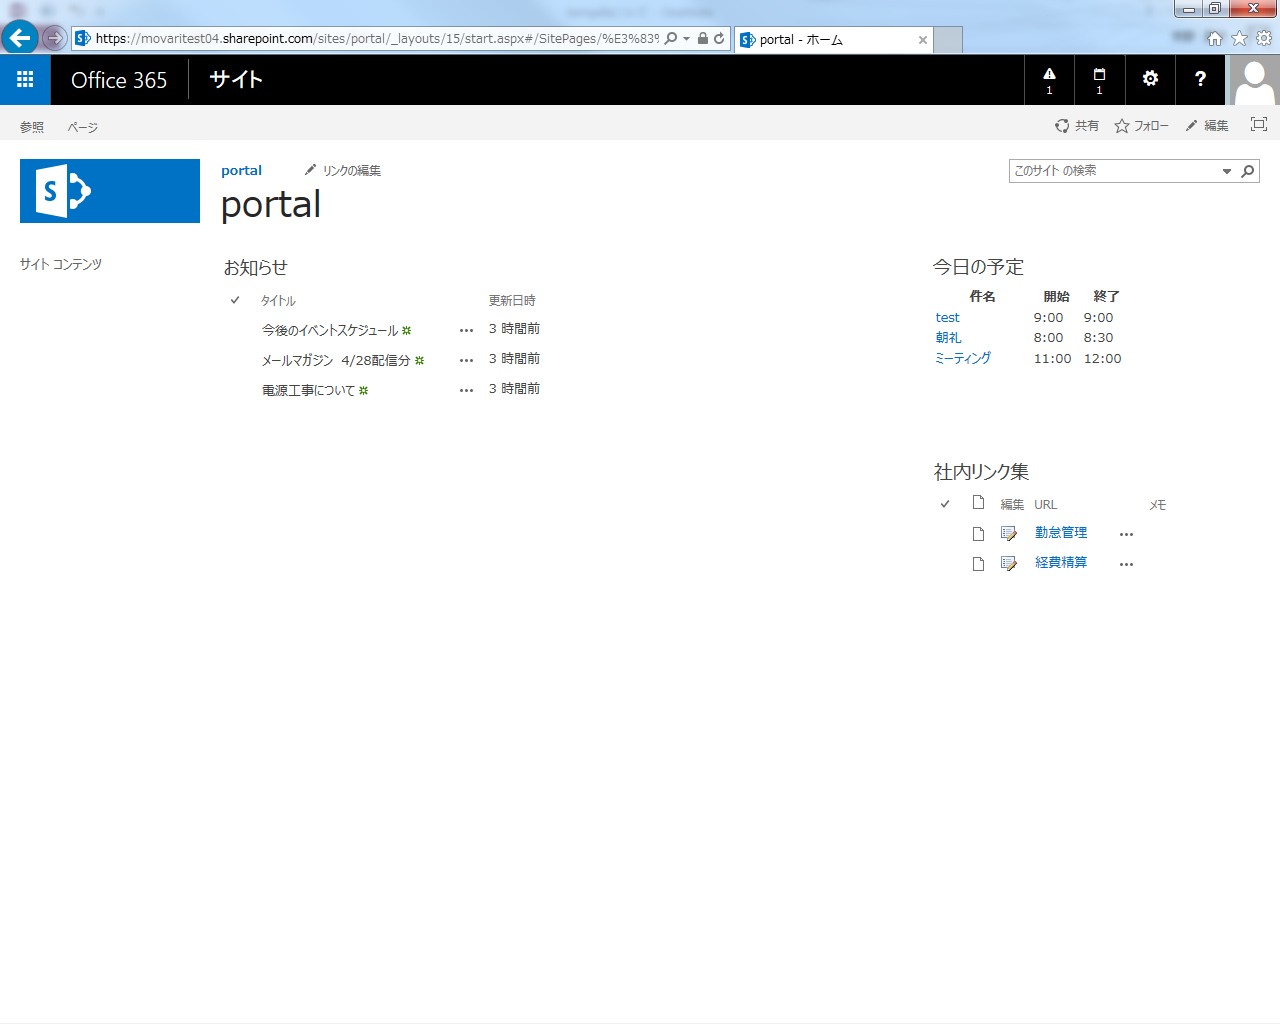 https://movaritest04.sharepoint.com/sites/portal/_layouts/15/start.aspx#/SitePages/%E3%83%
portal - ホーム
Office 365
サイト
1
1
?
参照
ページ
共有
フォロー
編集
portal
リンクの編集
このサイト の検索
portal
サイト コンテンツ
お知らせ
タイトル 更新日時
今後のイベントスケジュール 3 時間前
メールマガジン 4/28配信分 3 時間前
電源工事について 3 時間前
今日の予定
件名 開始 終了
test 9:00 9:00
朝礼 8:00 8:30
ミーティング 11:00 12:00
社内リンク集
編集 URL メモ
勤怠管理
経費精算